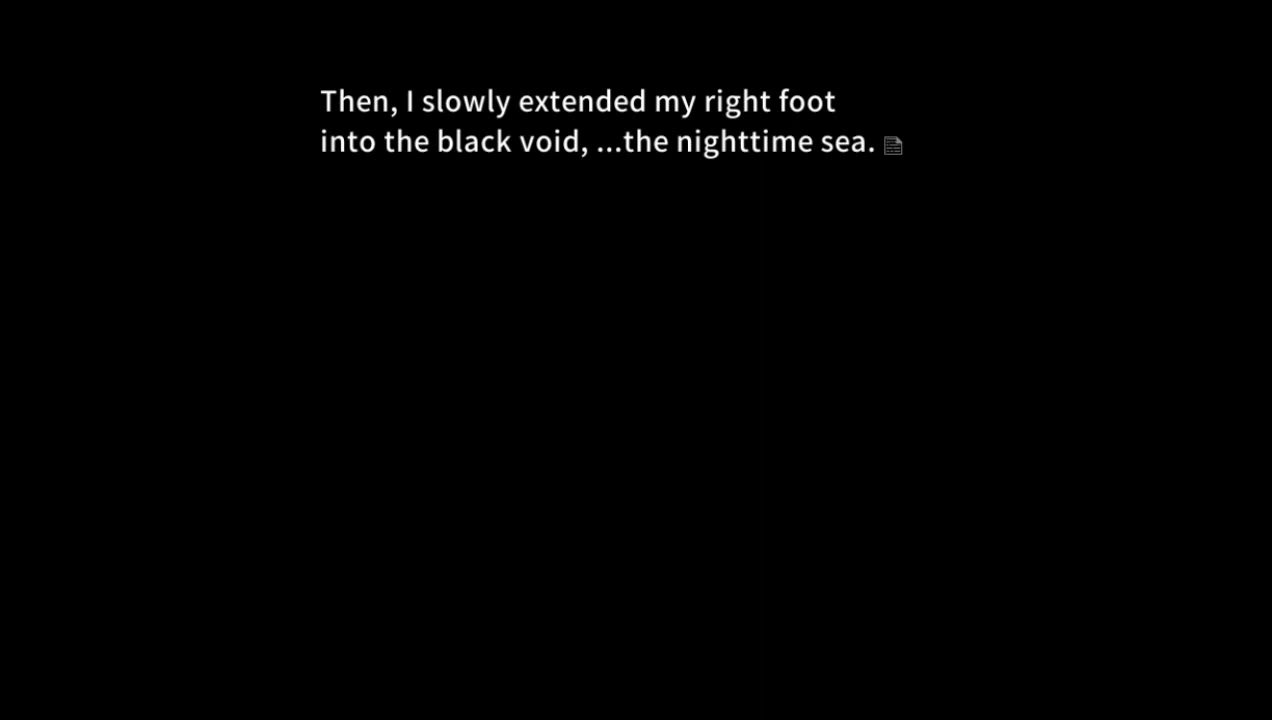 Then, I slowly extended my right foot
into the black void, ...the nighttime sea.